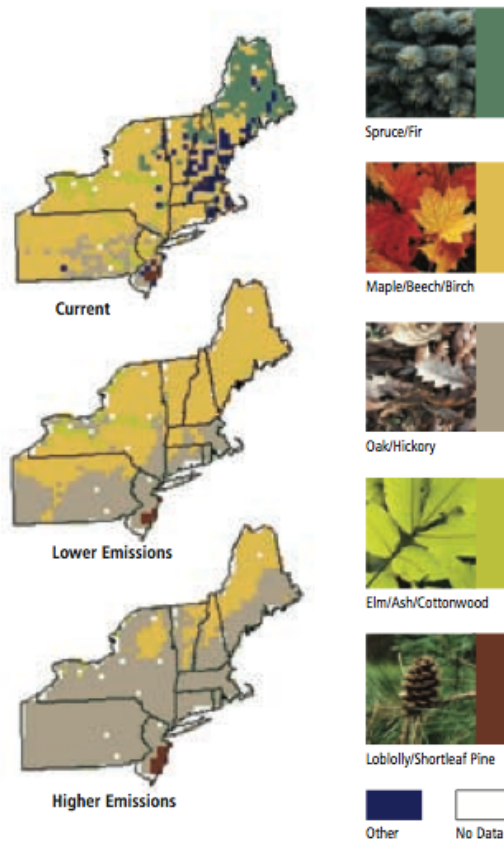 Current
Lower Emissions
Higher Emissions
Spruce/Fir
Maple/Beech/Birch
Oak/Hickory
Elm/Ash/Cottonwood
Loblolly/Shortleaf Pine
Other
No Data